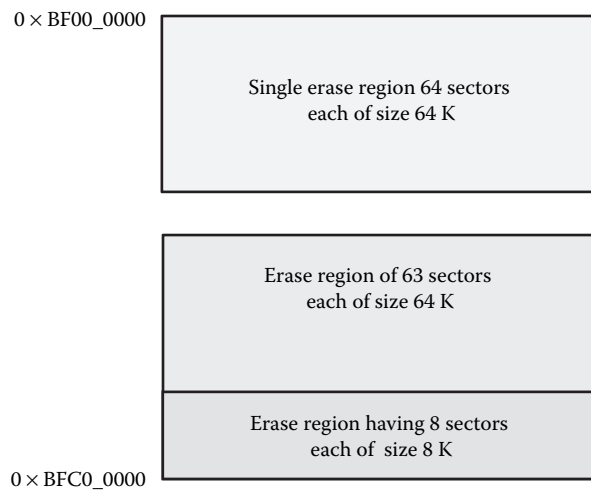 0 × BF00_0000
Single erase region 64 sectors
each of size 64 K
Erase region of 63 sectors
each of size 64 K
Erase region having 8 sectors
each of size 8 K
0 × BFC0_0000